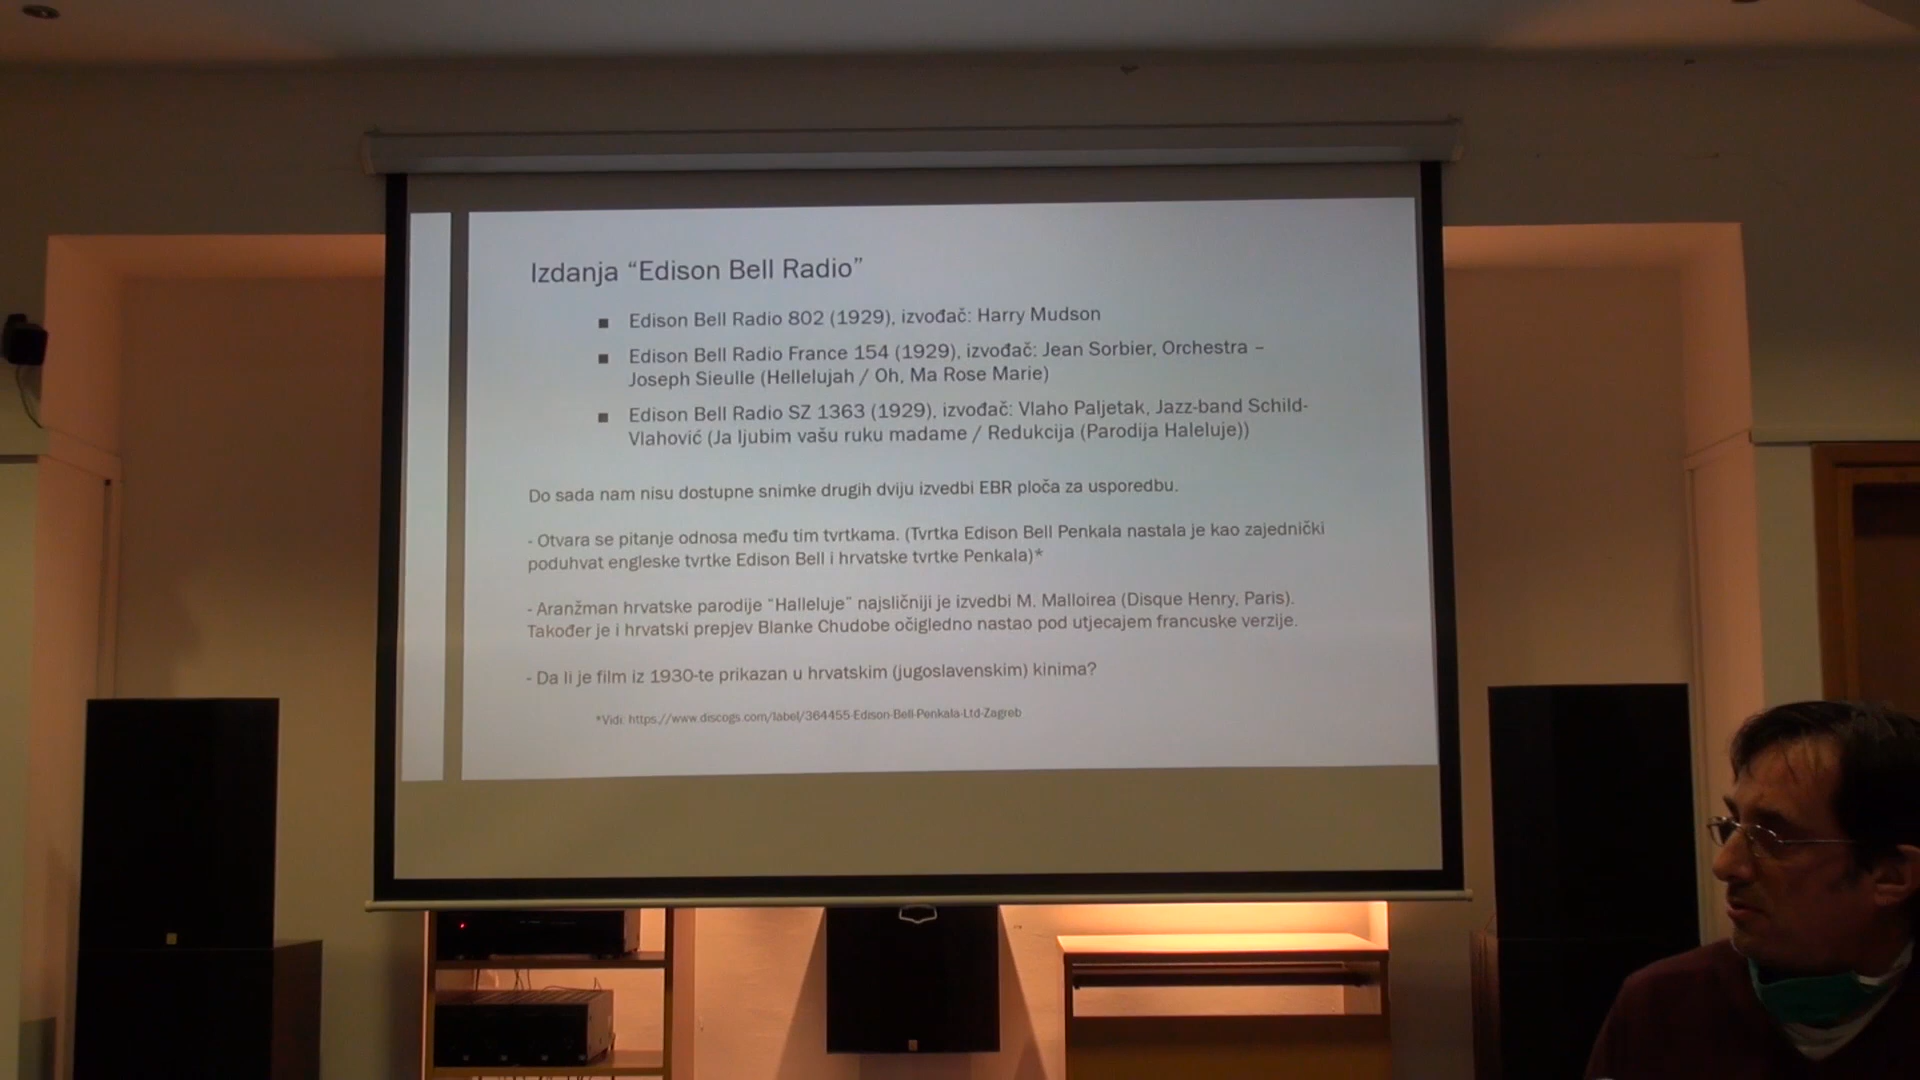 Izdanja “Edison Bell Radio”
■ Edison Bell Radio 802 (1929), izvođač: Harry Mudson
■ Edison Bell Radio France 154 (1929), izvođač: Jean Sorbier, Orchestra –
Joseph Sieulle (Hellelujah / Oh, Ma Rose Marie)
■ Edison Bell Radio SZ 1363 (1929), izvođač: Vlaho Paljetak, Jazz-band Schild-
Vlahović (Ja ljubim vašu ruku madame / Redukcija (Parodija Haleluje))
Do sada nam nisu dostupne snimke drugih dviju izvedbi EBR ploča za usporedbu.
- Otvara se pitanje odnosa među tim tvrtkama. (Tvrtka Edison Bell Penkala nastala je kao zajednički
poduhvat engleske tvrtke Edison Bell i hrvatske tvrtke Penkala)*
- Aranžman hrvatske parodije “Halleluje” najsličniji je izvedbi M. Malloirea (Disque Henry, Paris).
Također je i hrvatski prepjev Blanke Chudobe očigledno nastao pod utjecajem francuske verzije.
- Da li je film iz 1930-te prikazan u hrvatskim (jugoslavenskim) kinima?
*Vidi: https://www.discogs.com/label/364455-Edison-Bell-Penkala-Ltd-Zagreb